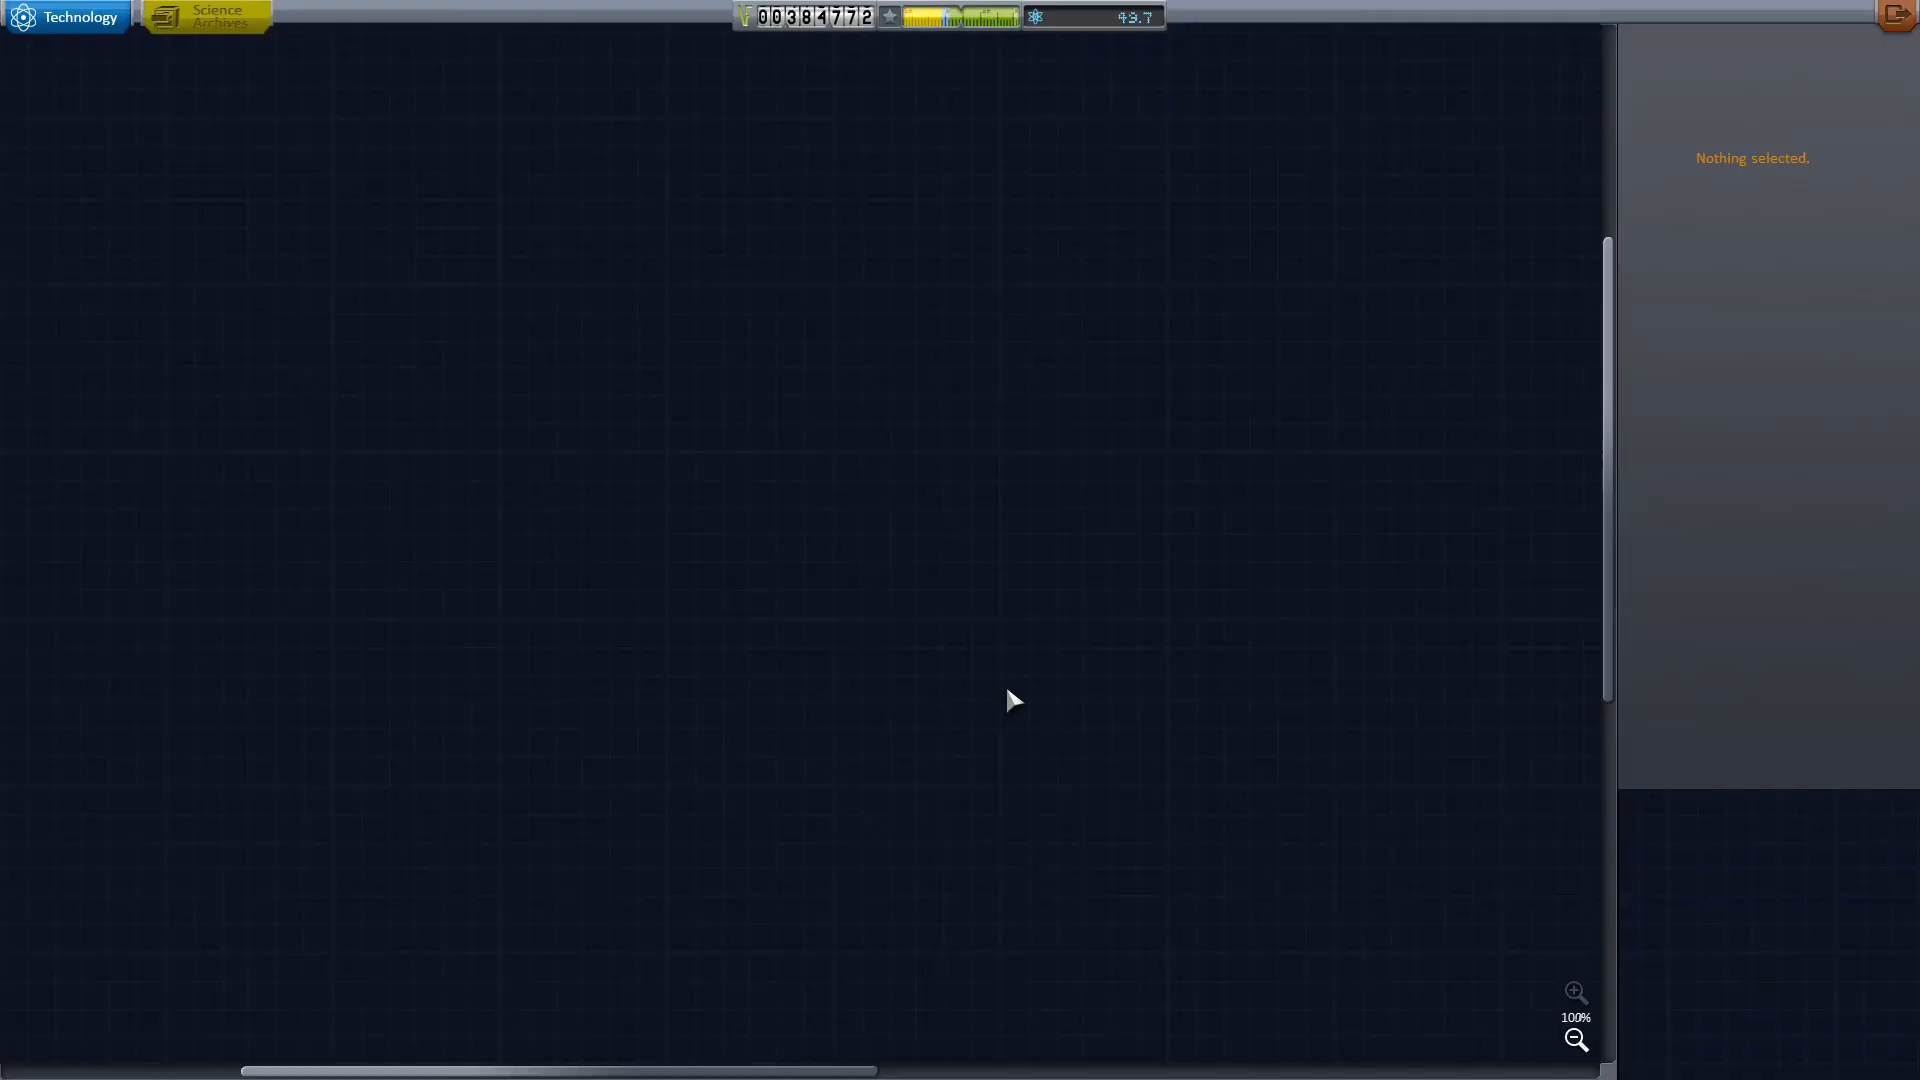 Technology
Science
Archives
00384772
43.7
Nothing selected.
100%